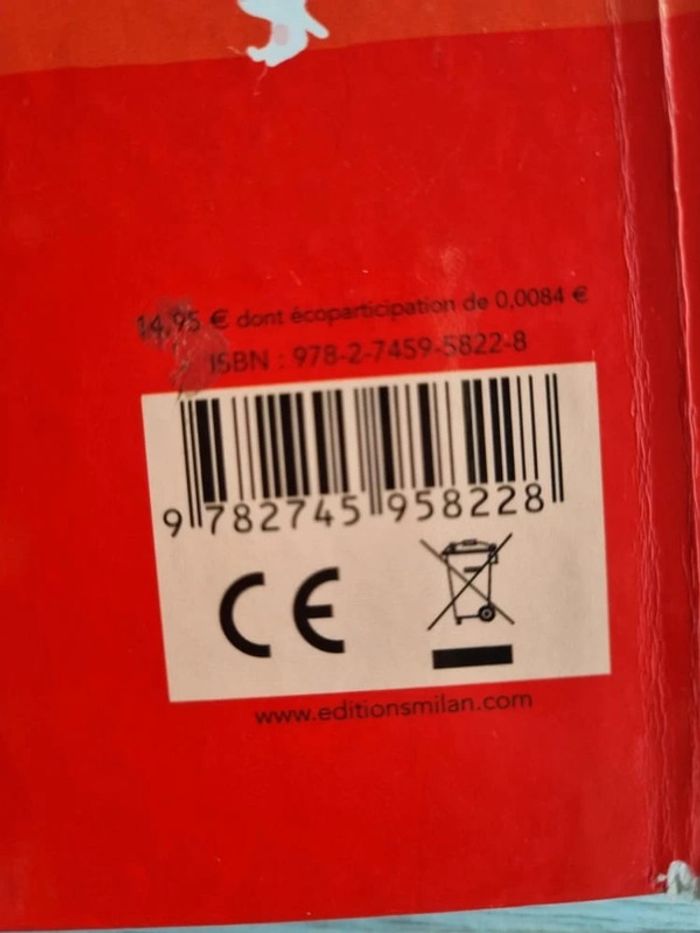 14,95 € dont écoparticipation de 0,0084 €
ISBN : 978-2-7459-5822-8
9 782745 958228
CE
www.editionsmilan.com